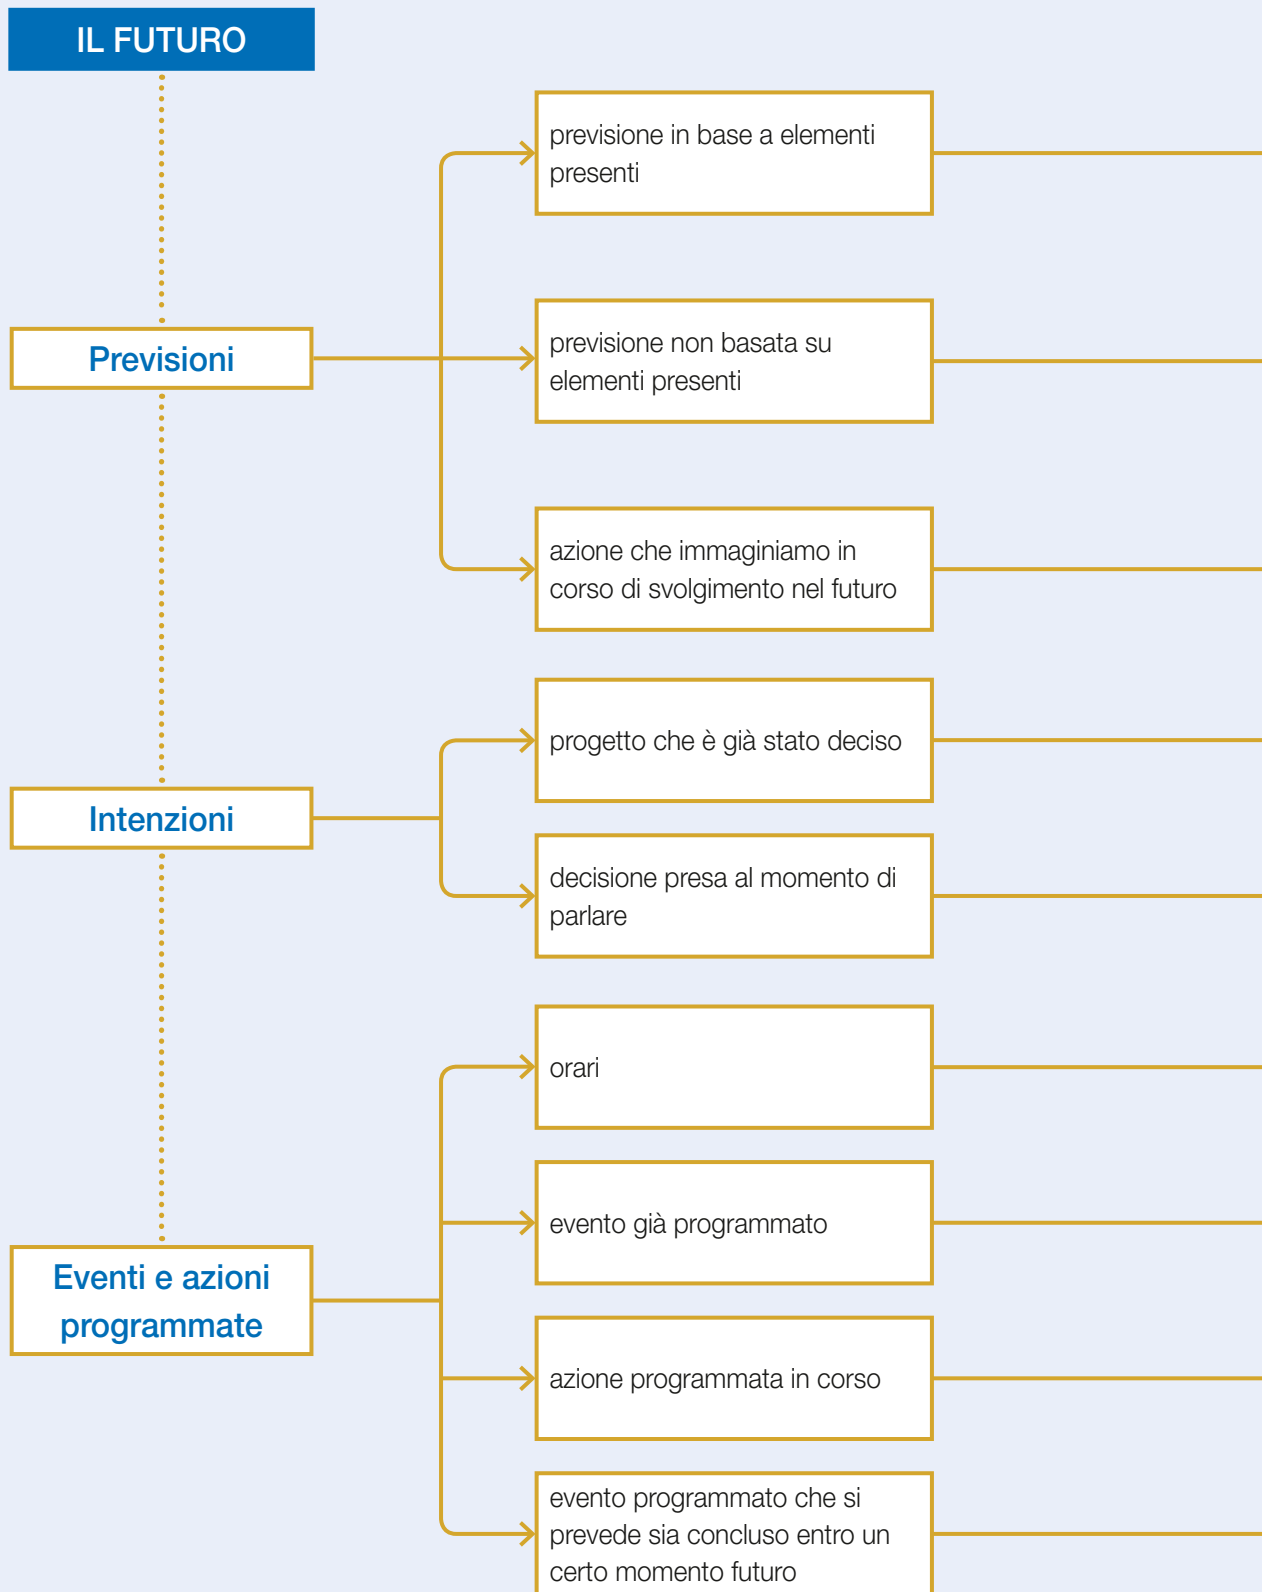 IL FUTURO
previsione in base a elementi
presenti
Previsioni
previsione non basata su
elementi presenti
azione che immaginiamo in
corso di svolgimento nel futuro
progetto che è già stato deciso
Intenzioni
decisione presa al momento di
parlare
orari
evento già programmato
Eventi e azioni
programmate
azione programmata in corso
evento programmato che si
prevede sia concluso entro un
certo momento futuro